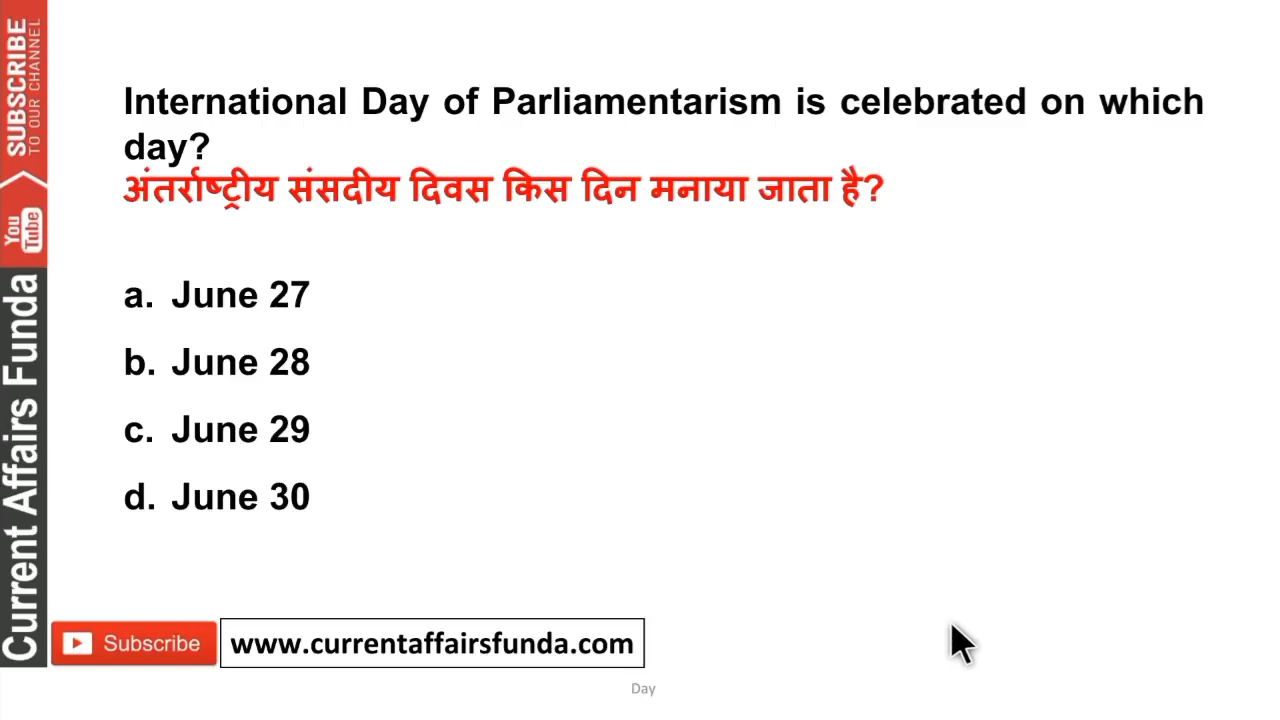 International Day of Parliamentarism is celebrated on which
day?
अंतर्राष्ट्रीय संसदीय दिवस किस दिन मनाया जाता है?
a. June 27
b. June 28
c. June 29
d. June 30
SUBSCRIBE
TO OUR CHANNEL
You
Tube
Current Affairs Funda
Subscribe
www.currentaffairsfunda.com
Day